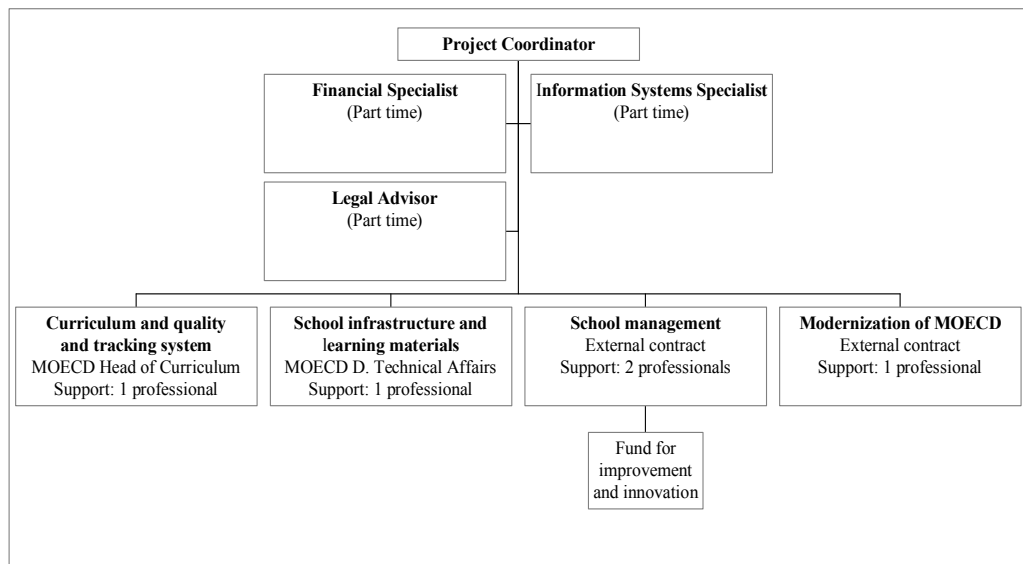 Project Coordinator
Financial Specialist
(Part time)
Information Systems Specialist
(Part time)
Legal Advisor
(Part time)
Curriculum and quality
and tracking system
MOECD Head of Curriculum
Support: 1 professional
School infrastructure and
learning materials
MOECD D. Technical Affairs
Support: 1 professional
School management
External contract
Support: 2 professionals
Modernization of MOECD
External contract
Support: 1 professional
Fund for
improvement
and innovation